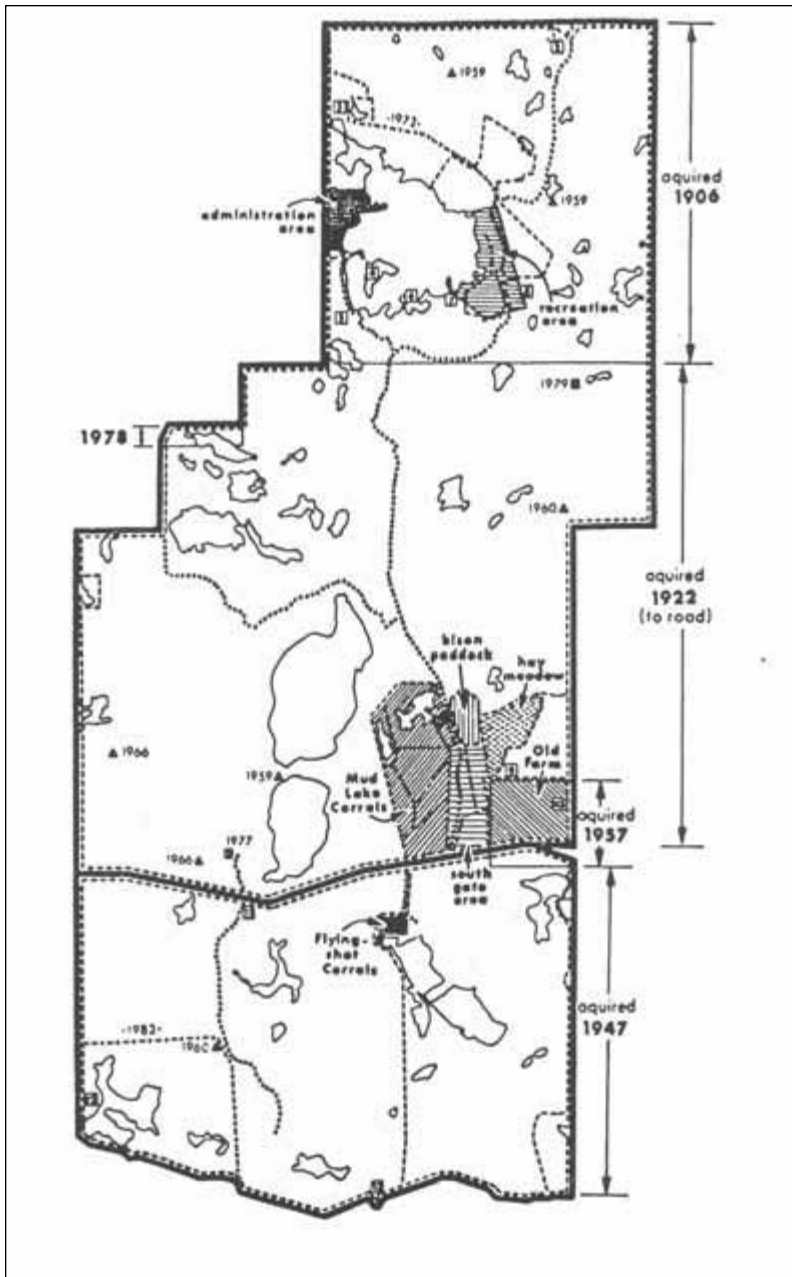 1959
-1973-
aquired
1906
administration
area
1959
recreation
area
1979
1978
1960
aquired
1922
(to road)
bison
paddock
hay
meadow
1966
1959
Mud
Lake
Corrals
Old
Farm
aquired
1957
1977
1966
south
gate
area
Flying-
shot
Corrals
aquired
1947
-1983-
1960